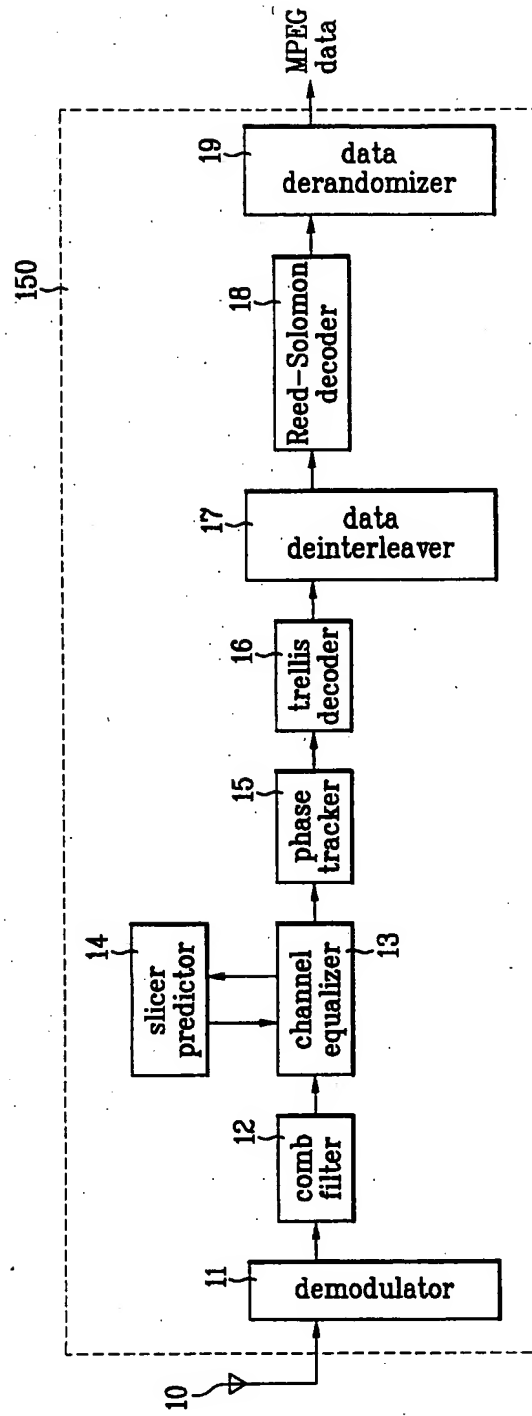 150
10
11
demodulator
12
comb
filter
13
channel
equalizer
14
slicer
predictor
15
phase
tracker
16
trellis
decoder
17
data
deinterleaver
18
Reed-Solomon
decoder
19
data
derandomizer
MPEG
data